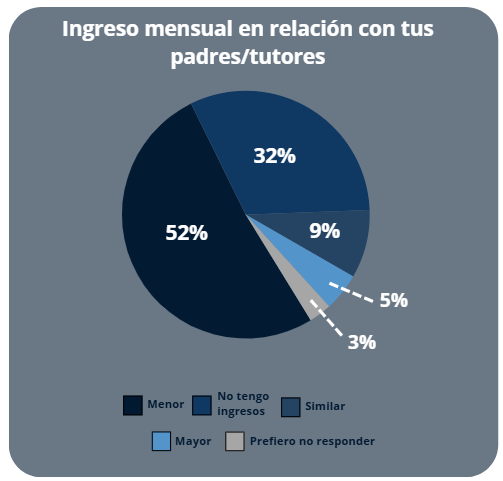 Ingreso mensual en relación con tus
padres/tutores
32%
52%
9%
5%
3%
Menor
No tengo
ingresos
Similar
Mayor
Prefiero no responder